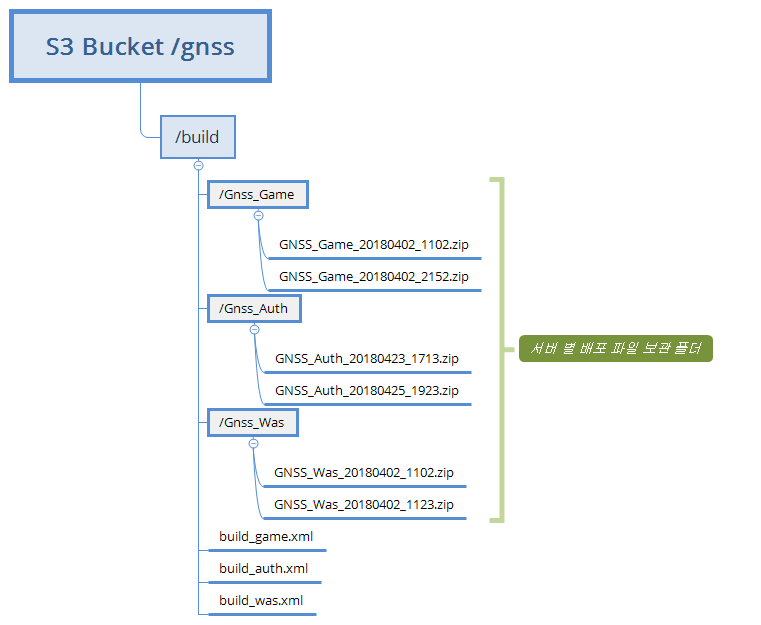 S3 Bucket /gnss
/build
/Gnss_Game
GNSS_Game_20180402_1102.zip
GNSS_Game_20180402_2152.zip
/Gnss_Auth
GNSS_Auth_20180423_1713.zip
GNSS_Auth_20180425_1923.zip
/Gnss_Was
GNSS_Was_20180402_1102.zip
GNSS_Was_20180402_1123.zip
서버 별 배포 파일 보관 폴더
build_game.xml
build_auth.xml
build_was.xml